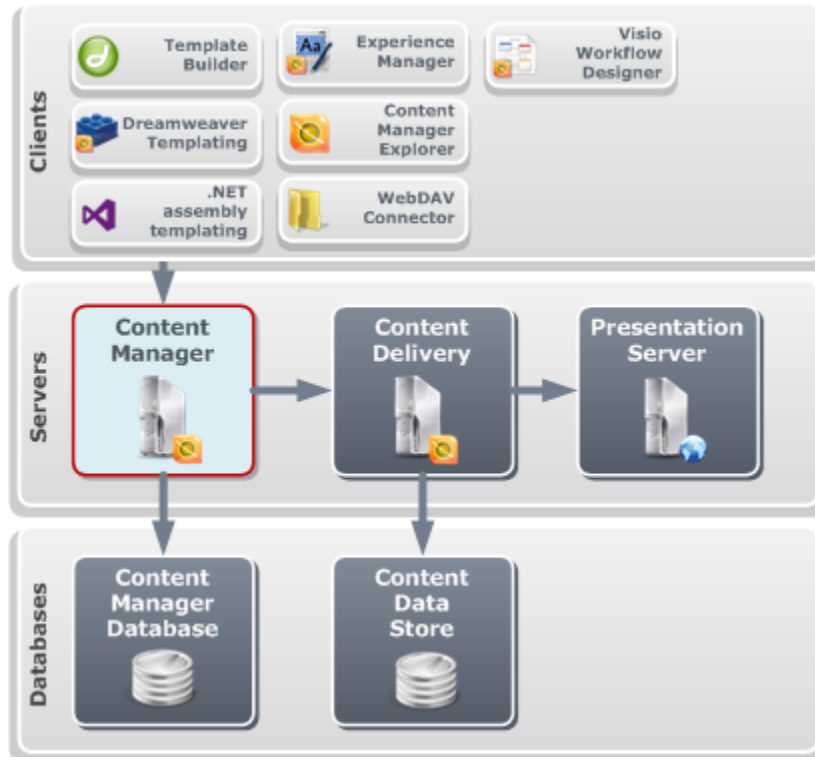 Clients
Template
Builder
Experience
Manager
Visio
Workflow
Designer
Dreamweaver
Templating
Content
Manager
Explorer
.NET
assembly
templating
WebDAV
Connector
Servers
Content
Manager
Content
Delivery
Presentation
Server
Databases
Content
Manager
Database
Content
Data
Store